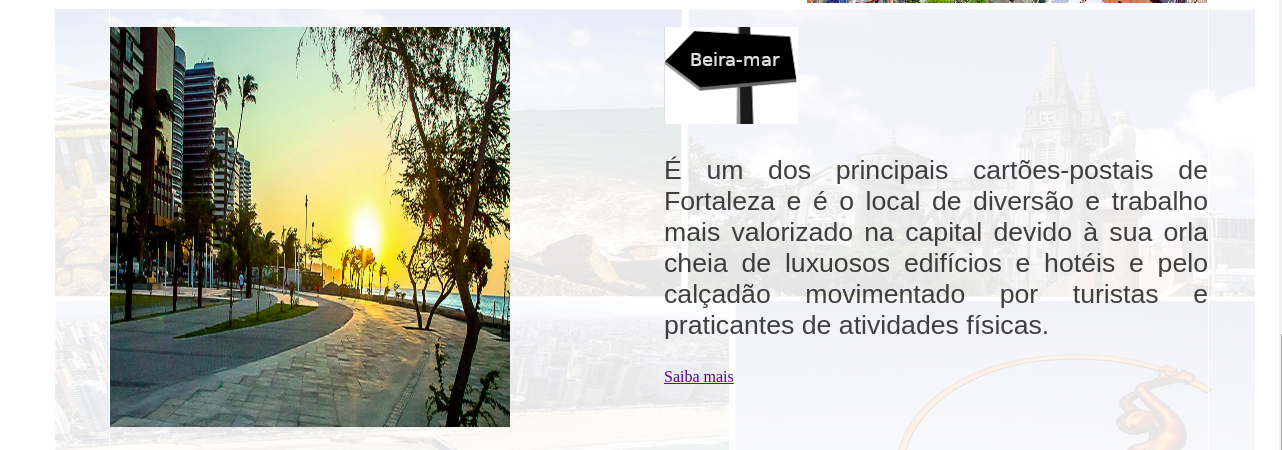 Beira-mar
É um dos principais cartões-postais de
Fortaleza e é o local de diversão e trabalho
mais valorizado na capital devido à sua orla
cheia de luxuosos edifícios e hotéis e pelo
calçadão movimentado por turistas e
praticantes de atividades físicas.
Saiba mais